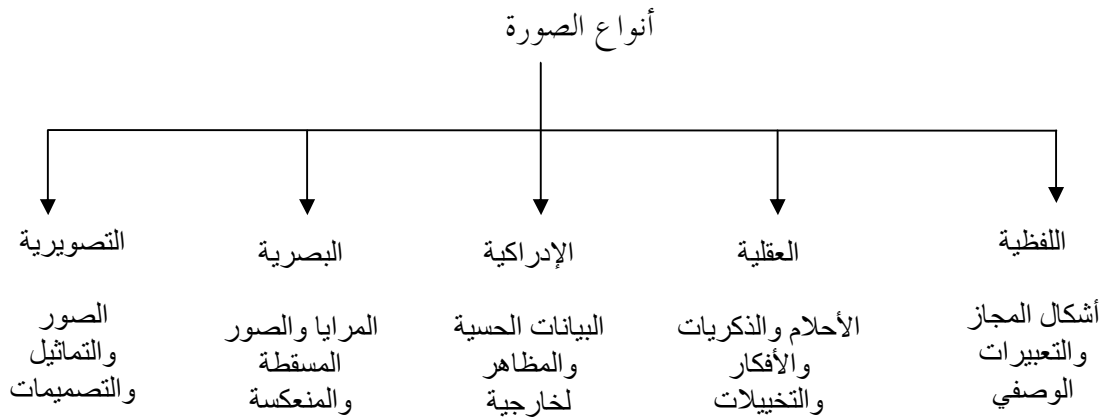 أنواع الصورة
اللفظية
أشكال المجاز
والتعبيرات
الوصفي
العقلية
الأحلام والذكريات
والأفكار
والتخييلات
الإدراكية
البيانات الحسية
والمظاهر
لخارجية
البصرية
المرايا والصور
المسقطة
والمنعكسة
التصويرية
الصور
والتماثيل
والتصميمات